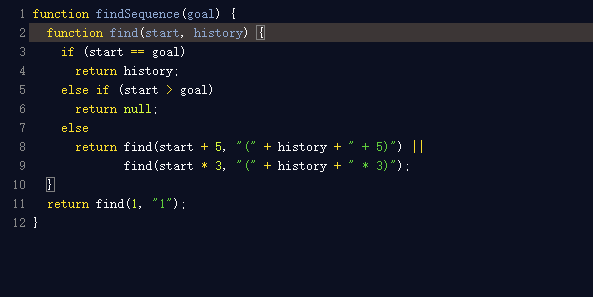 1 function findSequence(goal) {
2   function find(start, history) {
3     if (start == goal)
4       return history;
5     else if (start > goal)
6       return null;
7     else
8       return find(start + 5, "(" + history + " + 5)") ||
9              find(start * 3, "(" + history + " * 3)");
10   }
11   return find(1, "1");
12 }